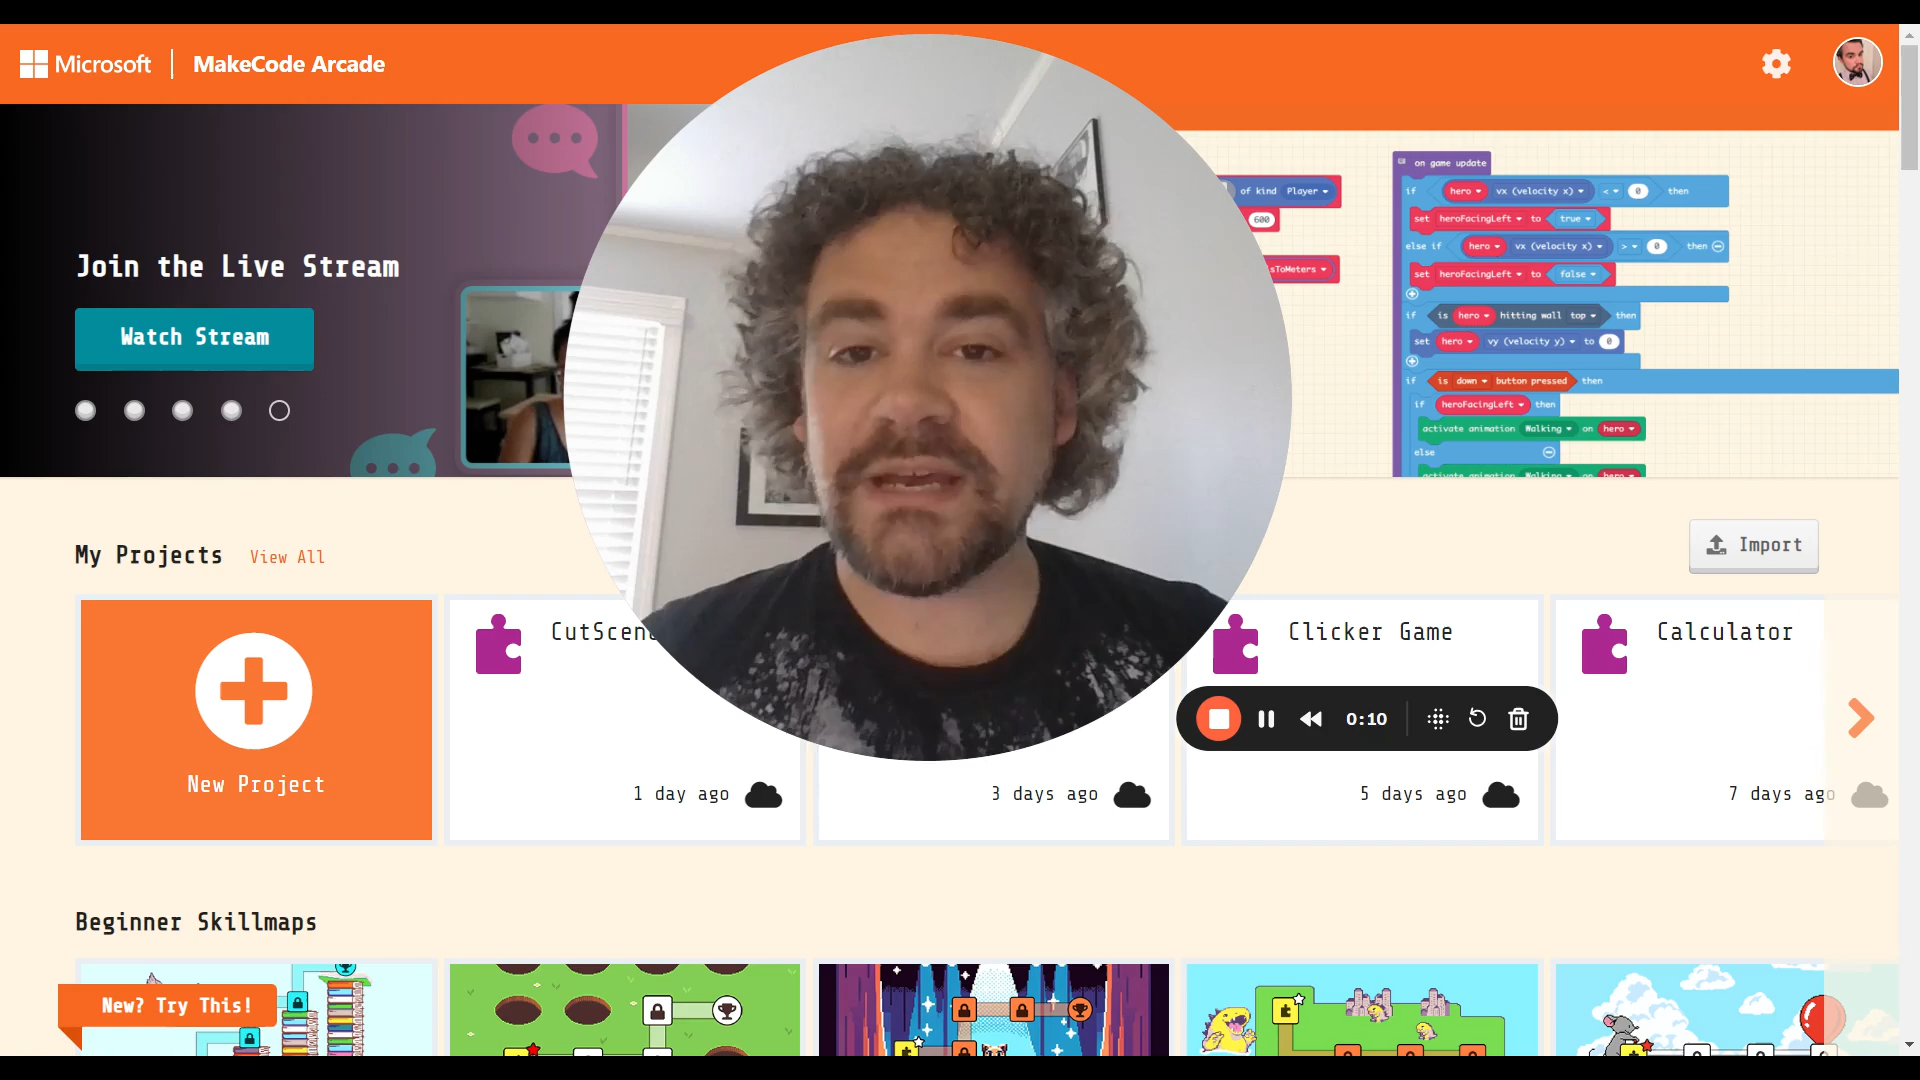 Microsoft | MakeCode Arcade
Join the Live Stream
Watch Stream
of kind Player
600
sToMeters
on game update
if hero vx (velocity x) < 0 then
set heroFacingLeft to true
else if hero vx (velocity x) > 0 then
set heroFacingLeft to false
if is hero hitting wall top then
set hero vy (velocity y) to 0
if is down button pressed then
if heroFacingLeft then
activate animation Walking on hero
else
activate animation Walking on hero
My Projects View All
Import
New Project
CutScen
1 day ago
3 days ago
Clicker Game
5 days ago
Calculator
7 days ago
0:10
Beginner Skillmaps
New? Try This!